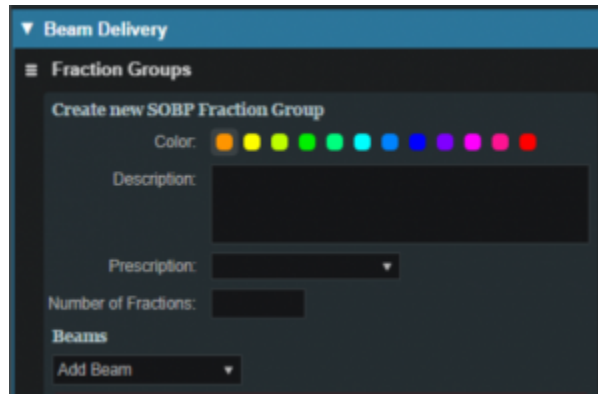 Beam Delivery
Fraction Groups
Create new SOBP Fraction Group
Color:
Description:
Prescription:
Number of Fractions:
Beams
Add Beam